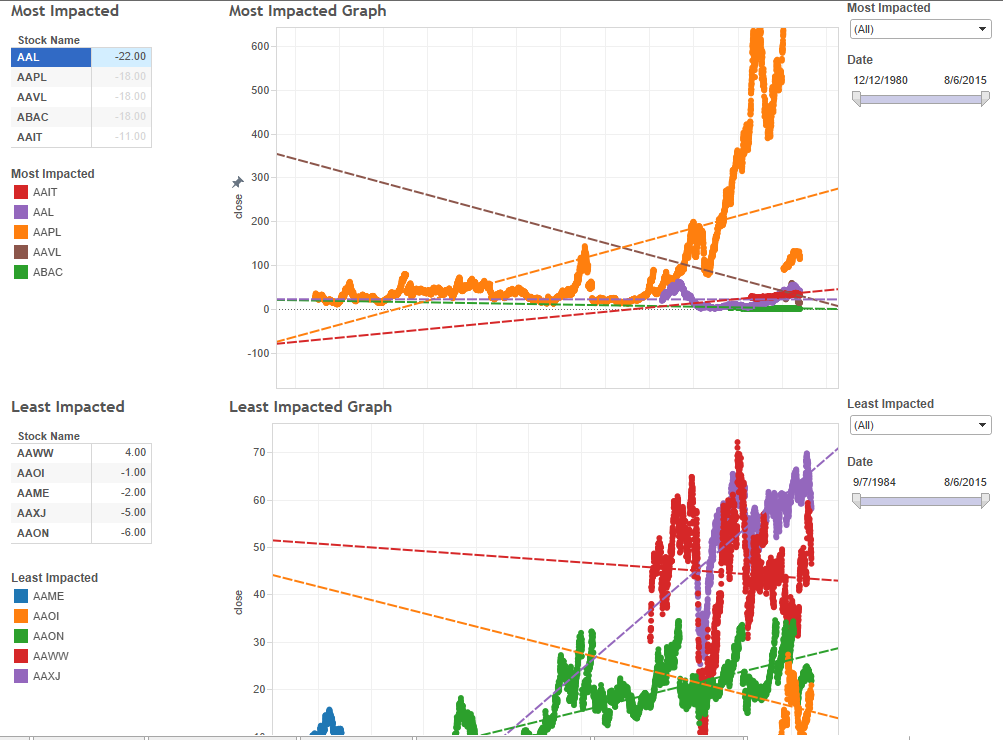 Most Impacted
Stock Name
AAL -22.00
AAPL -18.00
AAVL -18.00
ABAC -18.00
AAIT -11.00
Most Impacted
AAIT
AAL
AAPL
AAVL
ABAC
Most Impacted Graph
600
500
400
300
200
100
0
-100
close
Most Impacted
(All)
Date
12/12/1980 8/6/2015
Least Impacted
Stock Name
AAWW 4.00
AAOI -1.00
AAME -2.00
AAXJ -5.00
AAON -6.00
Least Impacted
AAME
AAOI
AAON
AAWW
AAXJ
Least Impacted Graph
70
60
50
40
30
20
10
close
Least Impacted
(All)
Date
9/7/1984 8/6/2015